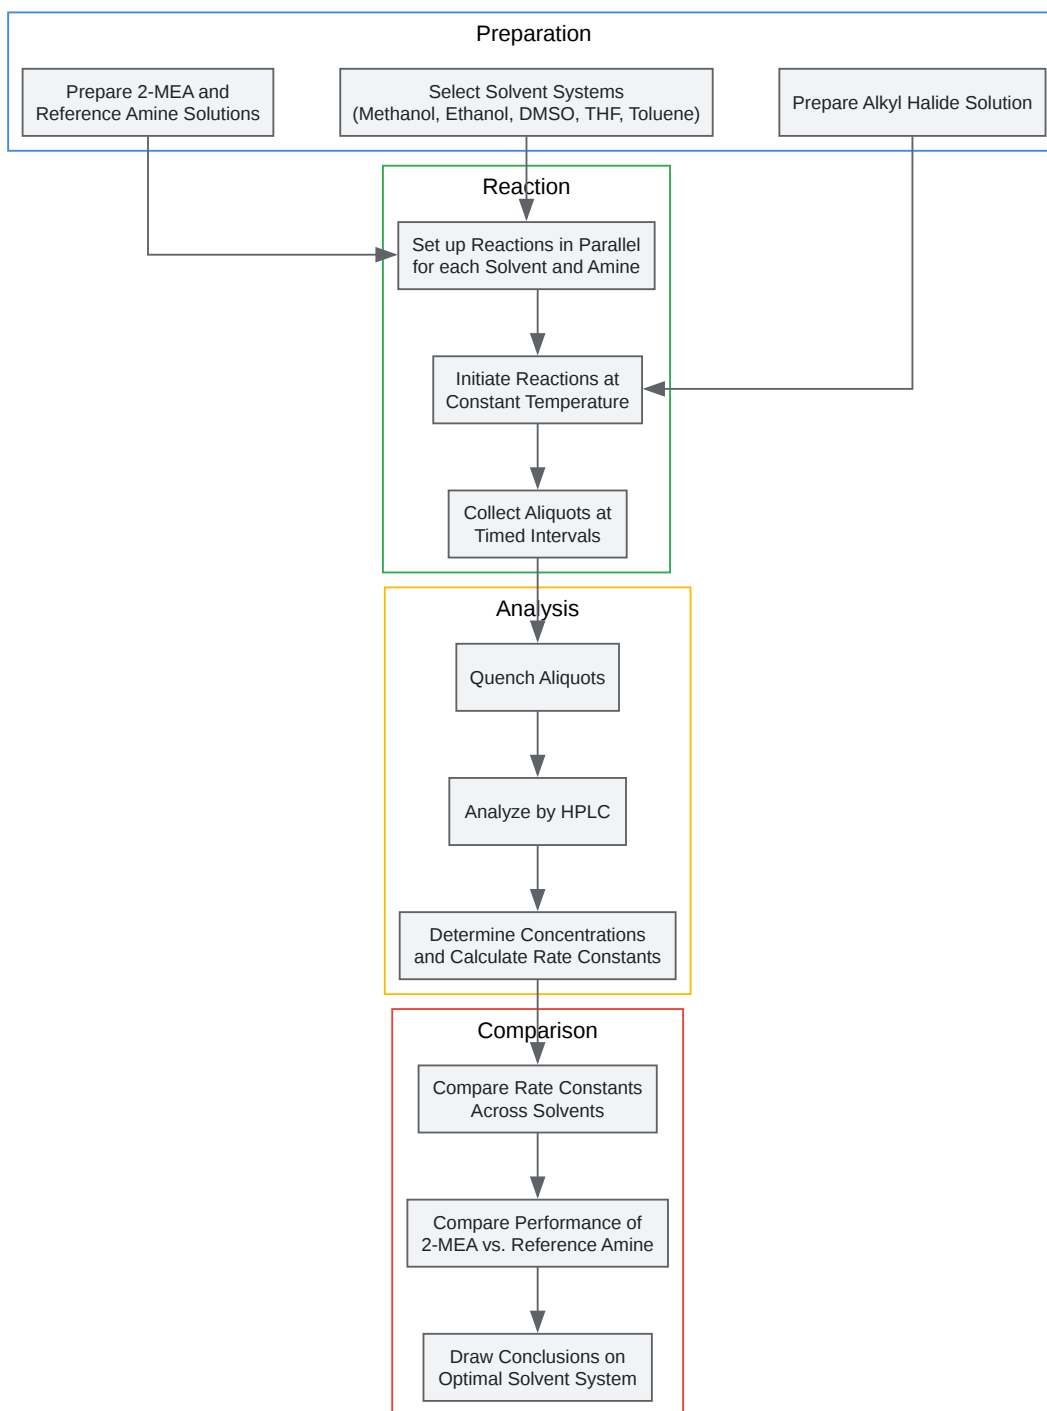 Preparation
Prepare 2-MEA and
Reference Amine Solutions
Select Solvent Systems
(Methanol, Ethanol, DMSO, THF, Toluene)
Prepare Alkyl Halide Solution
Reaction
Set up Reactions in Parallel
for each Solvent and Amine
Initiate Reactions at
Constant Temperature
Collect Aliquots at
Timed Intervals
Analysis
Quench Aliquots
Analyze by HPLC
Determine Concentrations
and Calculate Rate Constants
Comparison
Compare Rate Constants
Across Solvents
Compare Performance of
2-MEA vs. Reference Amine
Draw Conclusions on
Optimal Solvent System